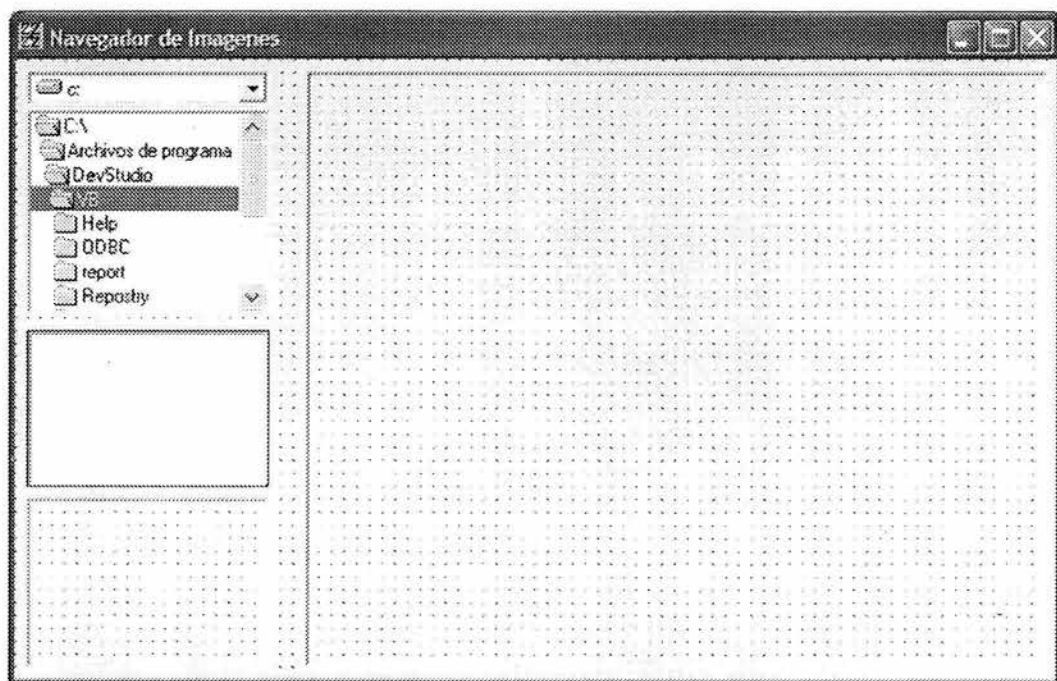 Navegador de Imagenes
c:
C:\
Archivos de programa
DevStudio
VB
Help
ODBC
report
Repostry